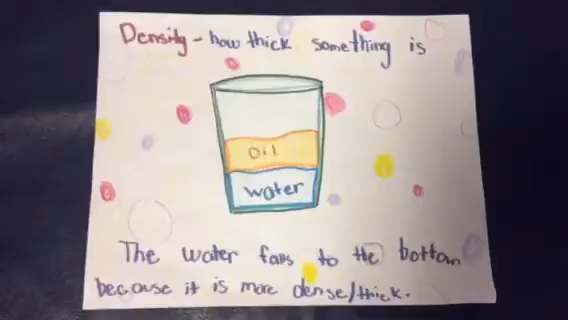 Density - how thick something is
oil
water
The water falls to the bottom
because it is more dense/thick.